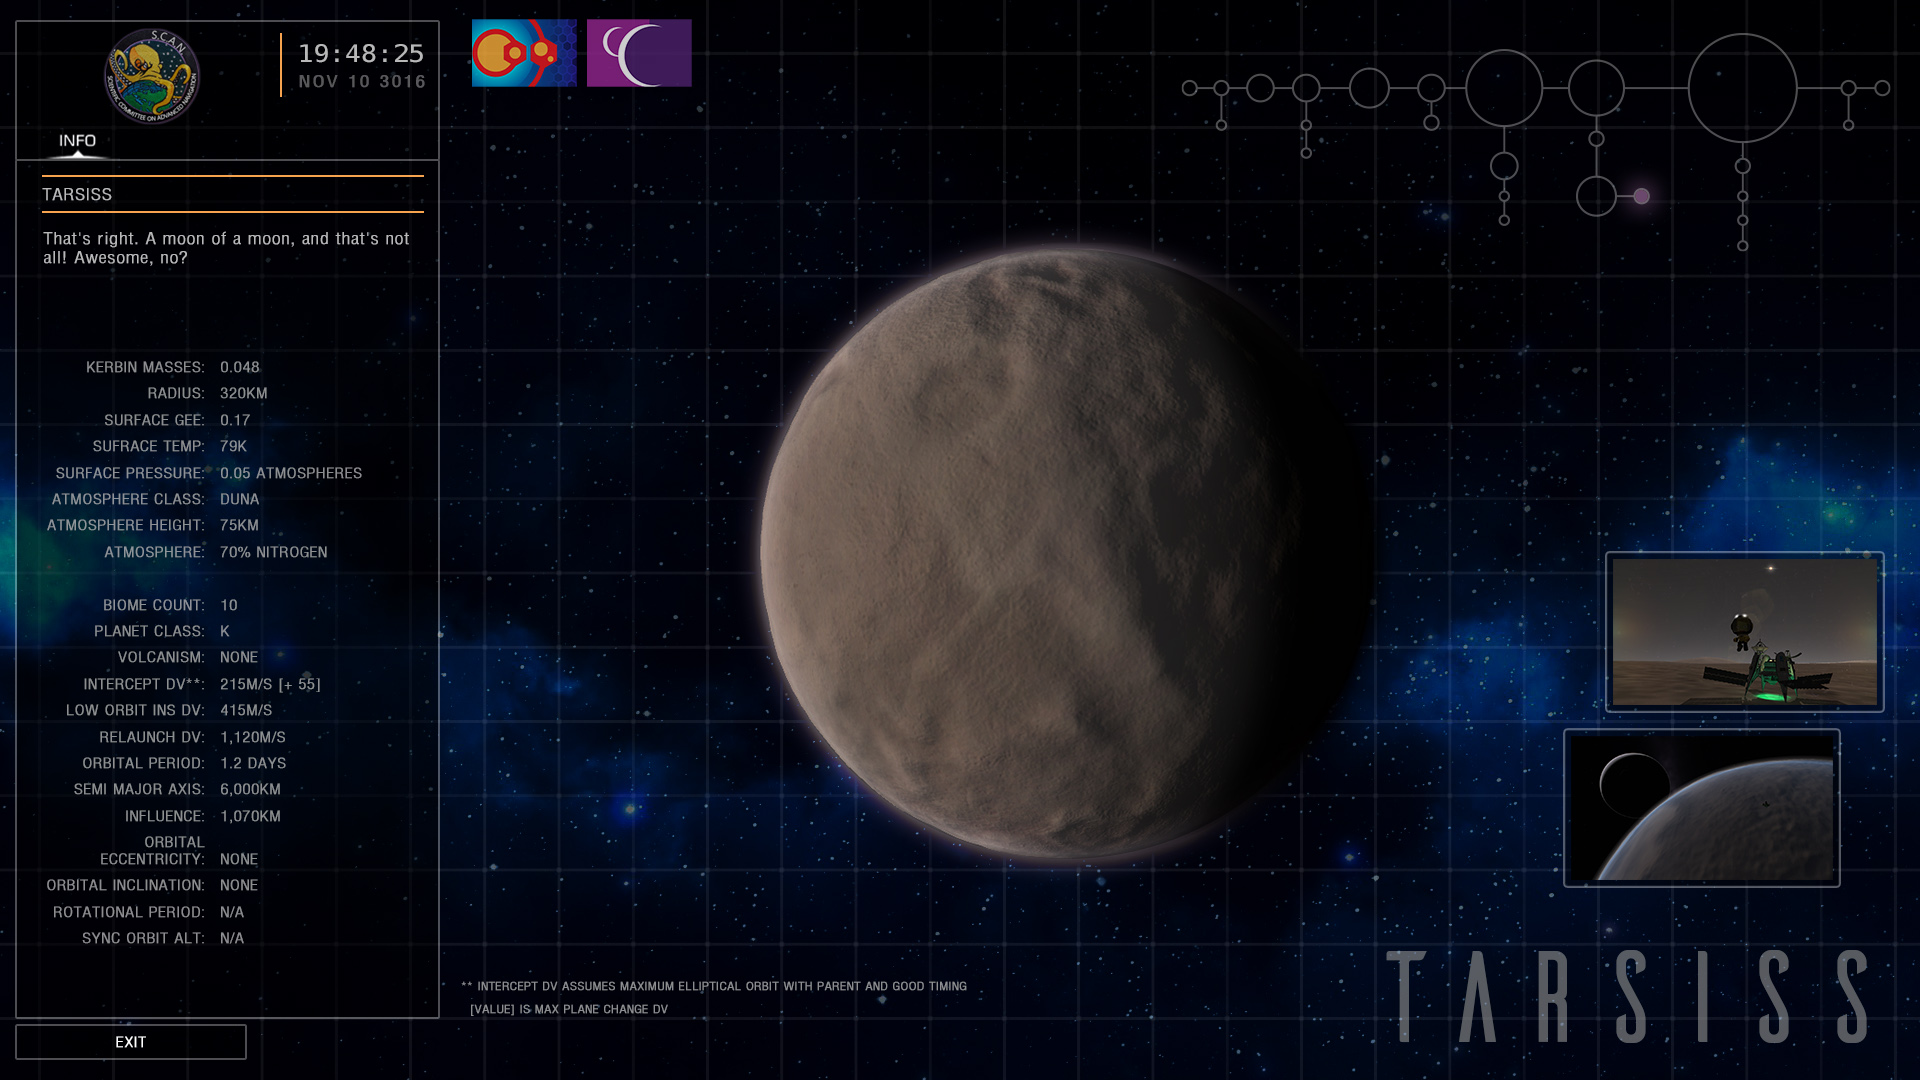 S.C.A.N.
SCIENTIFIC COMMITTEE ON ADVANCED NAVIGATION
19:48:25
NOV 10 3016
INFO
TARSISS
That's right. A moon of a moon, and that's not
all! Awesome, no?
KERBIN MASSES: 0.048
RADIUS: 320KM
SURFACE GEE: 0.17
SUFRACE TEMP: 79K
SURFACE PRESSURE: 0.05 ATMOSPHERES
ATMOSPHERE CLASS: DUNA
ATMOSPHERE HEIGHT: 75KM
ATMOSPHERE: 70% NITROGEN
BIOME COUNT: 10
PLANET CLASS: K
VOLCANISM: NONE
INTERCEPT DV**: 215M/S [+ 55]
LOW ORBIT INS DV: 415M/S
RELAUNCH DV: 1,120M/S
ORBITAL PERIOD: 1.2 DAYS
SEMI MAJOR AXIS: 6,000KM
INFLUENCE: 1,070KM
ORBITAL
ECCENTRICITY: NONE
ORBITAL INCLINATION: NONE
ROTATIONAL PERIOD: N/A
SYNC ORBIT ALT: N/A
** INTERCEPT DV ASSUMES MAXIMUM ELLIPTICAL ORBIT WITH PARENT AND GOOD TIMING
[VALUE] IS MAX PLANE CHANGE DV
EXIT
TARSISS